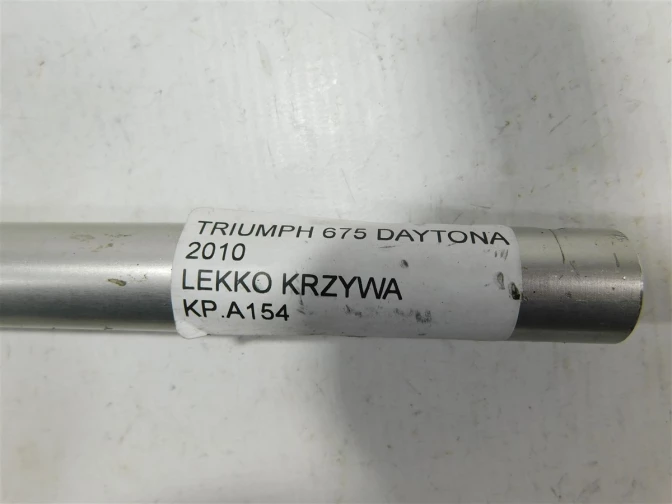 TRIUMPH 675 DAYTONA
2010
LEKKO KRZYWA
KP.A154